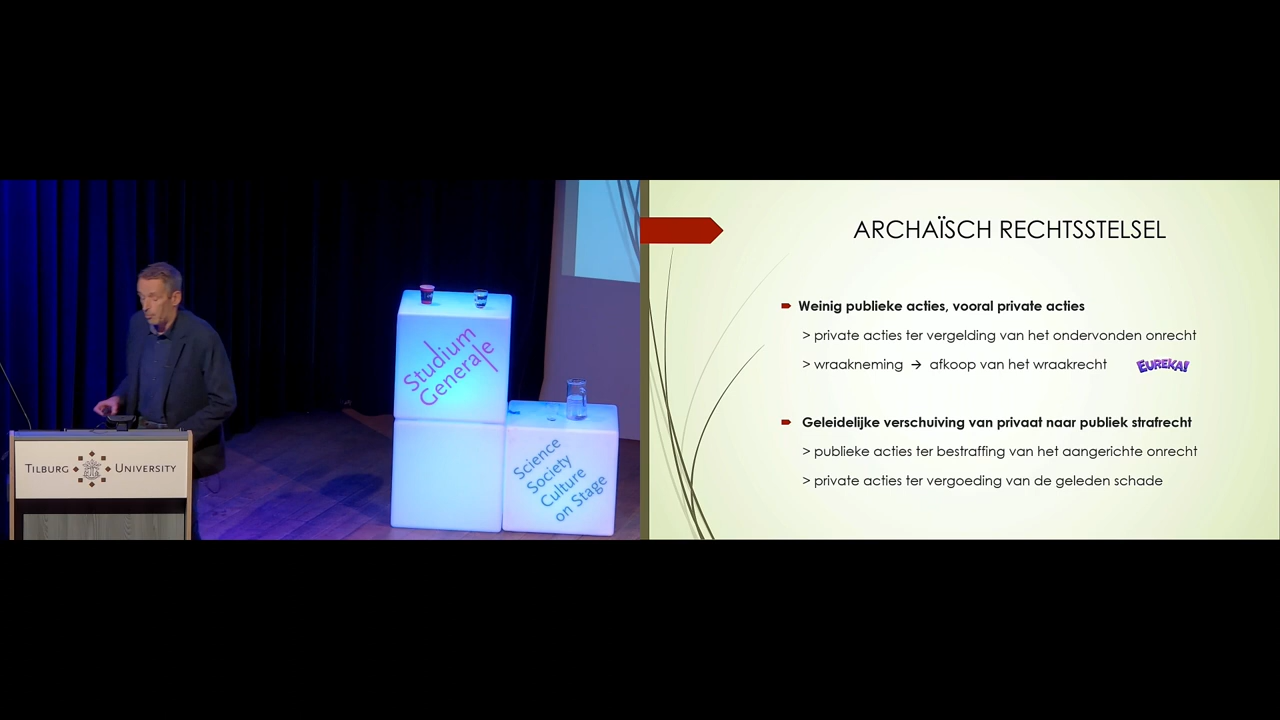 Studium
Generale
Science
Society
Culture
on Stage
TILBURG UNIVERSITY
ARCHAÏSCH RECHTSSTELSEL
Weinig publieke acties, vooral private acties
> private acties ter vergelding van het ondervonden onrecht
> wraakneming → afkoop van het wraakrecht EUREKA!
Geleidelijke verschuiving van privaat naar publiek strafrecht
> publieke acties ter bestraffing van het aangerichte onrecht
> private acties ter vergoeding van de geleden schade